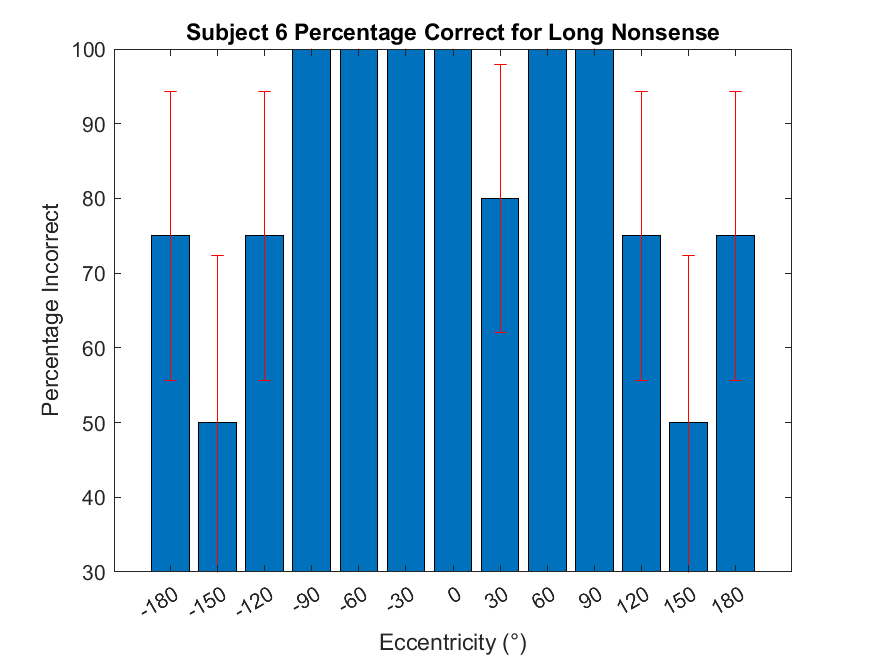 Subject 6 Percentage Correct for Long Nonsense
100
90
80
70
60
50
40
30
Percentage Incorrect
-180 -150 -120 -90 -60 -30 0 30 60 90 120 150 180
Eccentricity (°)